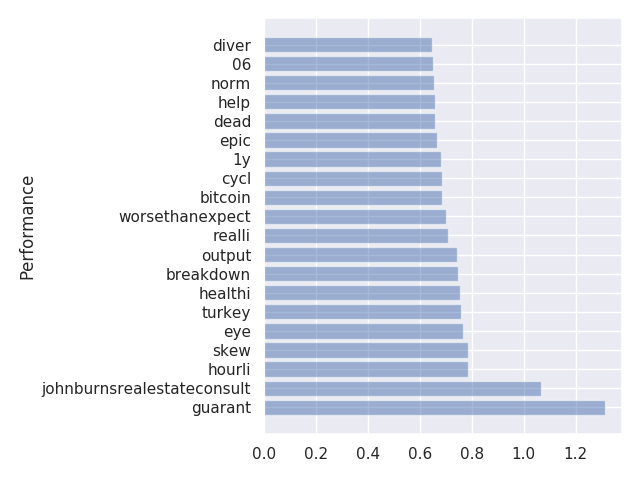 Performance
diver
06
norm
help
dead
epic
1y
cycl
bitcoin
worsethanexpect
realli
output
breakdown
healthi
turkey
eye
skew
hourli
johnburnsrealestateconsult
guarant
0.0 0.2 0.4 0.6 0.8 1.0 1.2